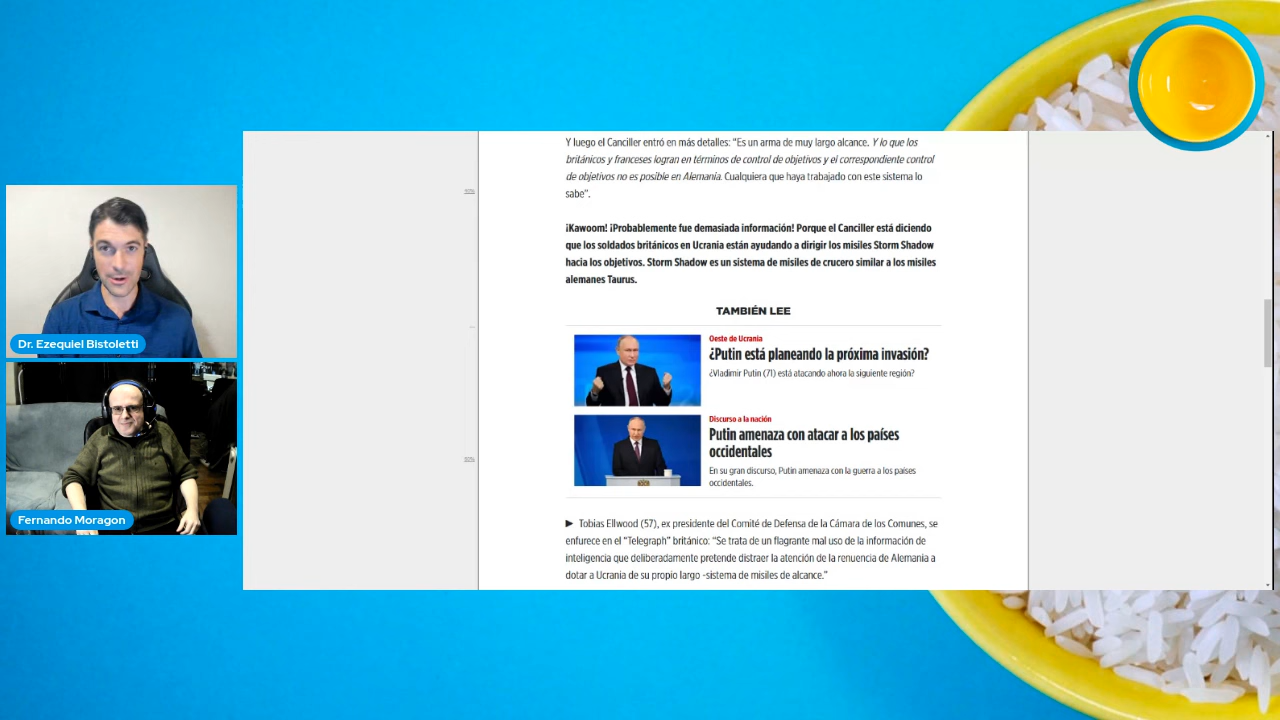 Y luego el Canciller entró en más detalles: "Es un arma de muy largo alcance. Y lo que los
británicos y franceses logran en términos de control de objetivos y el correspondiente control
de objetivos no es posible en Alemania. Cualquiera que haya trabajado con este sistema lo
sabe".
¡Kawoom! ¡Probablemente fue demasiada información! Porque el Canciller está diciendo
que los soldados británicos en Ucrania están ayudando a dirigir los misiles Storm Shadow
hacia los objetivos. Storm Shadow es un sistema de misiles de crucero similar a los misiles
alemanes Taurus.
TAMBIÉN LEE
Oeste de Ucrania
¿Putin está planeando la próxima invasión?
¿Vladimir Putin (71) está atacando ahora la siguiente región?
Discurso a la nación
Putin amenaza con atacar a los países
occidentales
En su gran discurso, Putin amenaza con la guerra a los países
occidentales.
► Tobias Ellwood (57), ex presidente del Comité de Defensa de la Cámara de los Comunes, se
enfurece en el "Telegraph" británico: "Se trata de un flagrante mal uso de la información de
inteligencia que deliberadamente pretende distraer la atención de la renuencia de Alemania a
dotar a Ucrania de su propio largo -sistema de misiles de alcance."
Dr. Ezequiel Bistoletti
Fernando Moragon